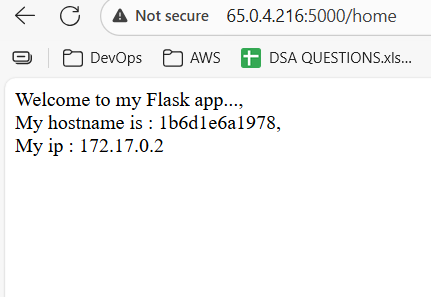 Not secure 65.0.4.216:5000/home
DevOps AWS DSA QUESTIONS.xls...
Welcome to my Flask app...,
My hostname is : 1b6d1e6a1978,
My ip : 172.17.0.2